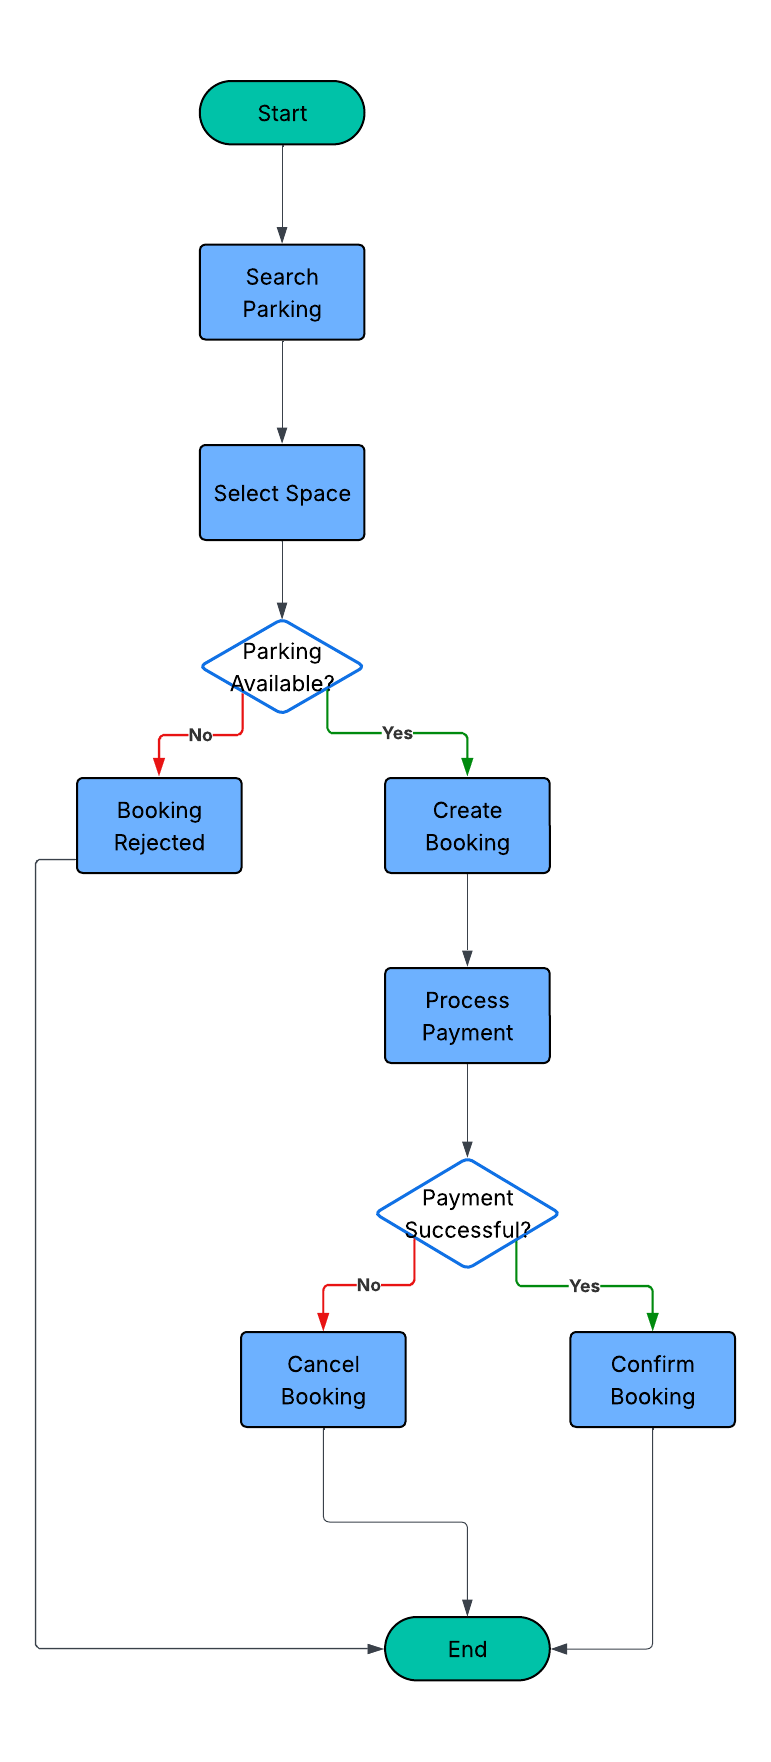 Start
Search
Parking
Select Space
Parking
Available?
No
Yes
Booking
Rejected
Create
Booking
Process
Payment
Payment
Successful?
No
Yes
Cancel
Booking
Confirm
Booking
End